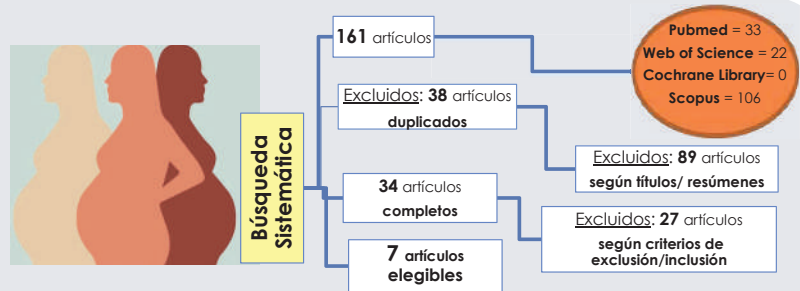 161 artículos
Pubmed = 33
Web of Science = 22
Cochrane Library= 0
Scopus = 106
Excluidos: 38 artículos
duplicados
Excluidos: 89 artículos
según títulos/ resúmenes
Búsqueda
Sistemática
34 artículos
completos
Excluidos: 27 artículos
según criterios de
exclusión/inclusión
7 artículos
elegibles